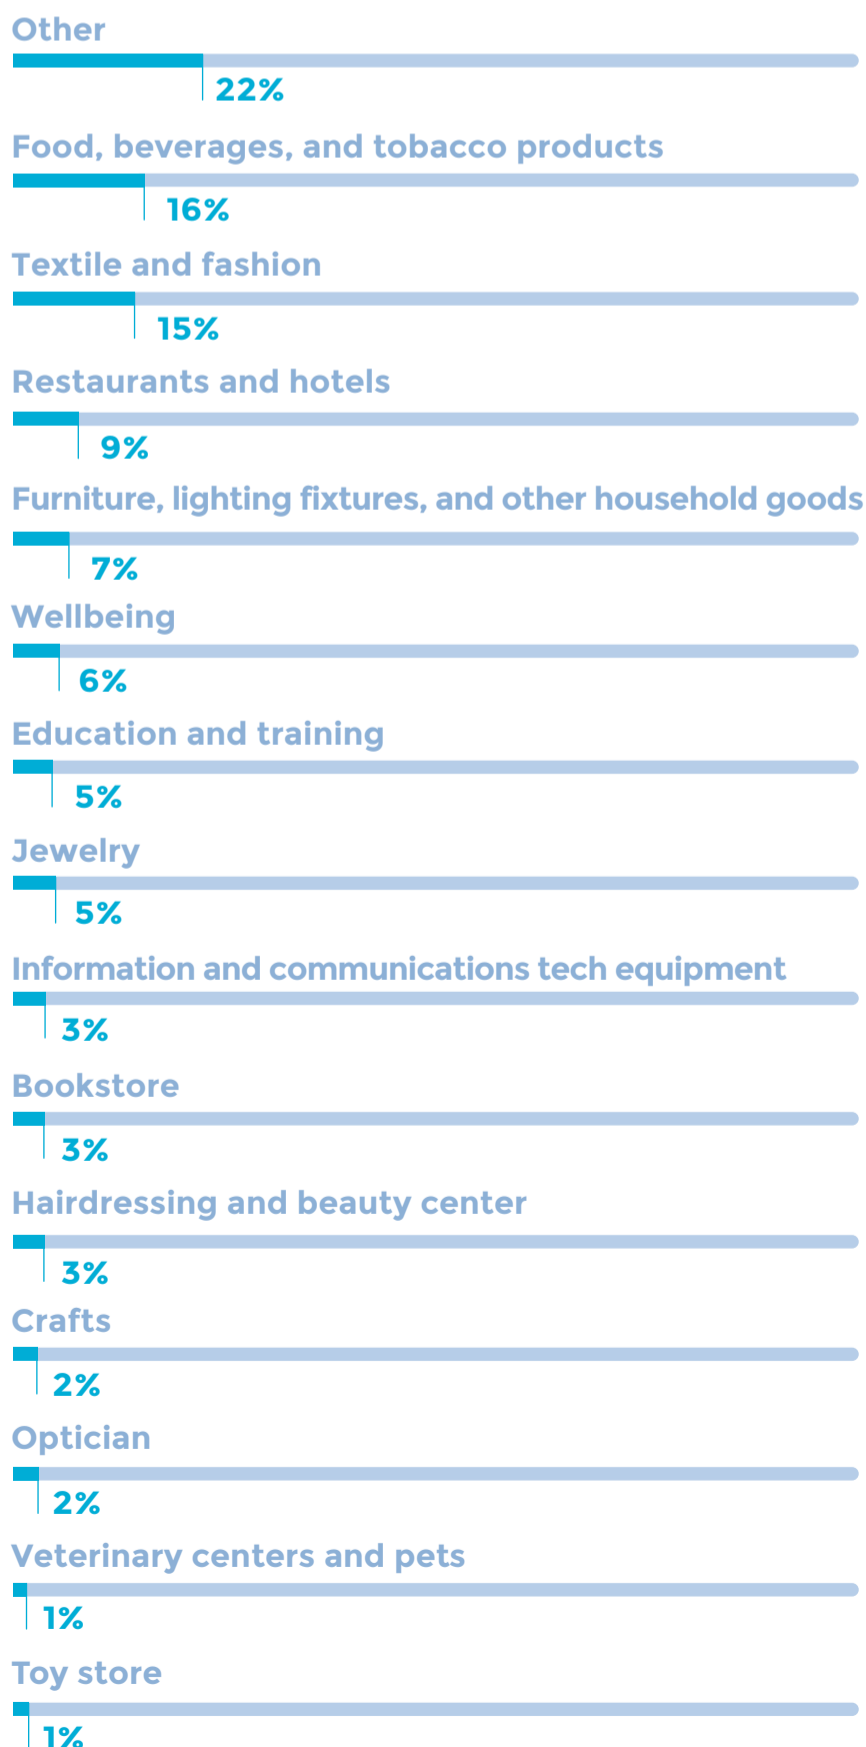 Other
22%
Food, beverages, and tobacco products
16%
Textile and fashion
15%
Restaurants and hotels
9%
Furniture, lighting fixtures, and other household goods
7%
Wellbeing
6%
Education and training
5%
Jewelry
5%
Information and communications tech equipment
3%
Bookstore
3%
Hairdressing and beauty center
3%
Crafts
2%
Optician
2%
Veterinary centers and pets
1%
Toy store
1%